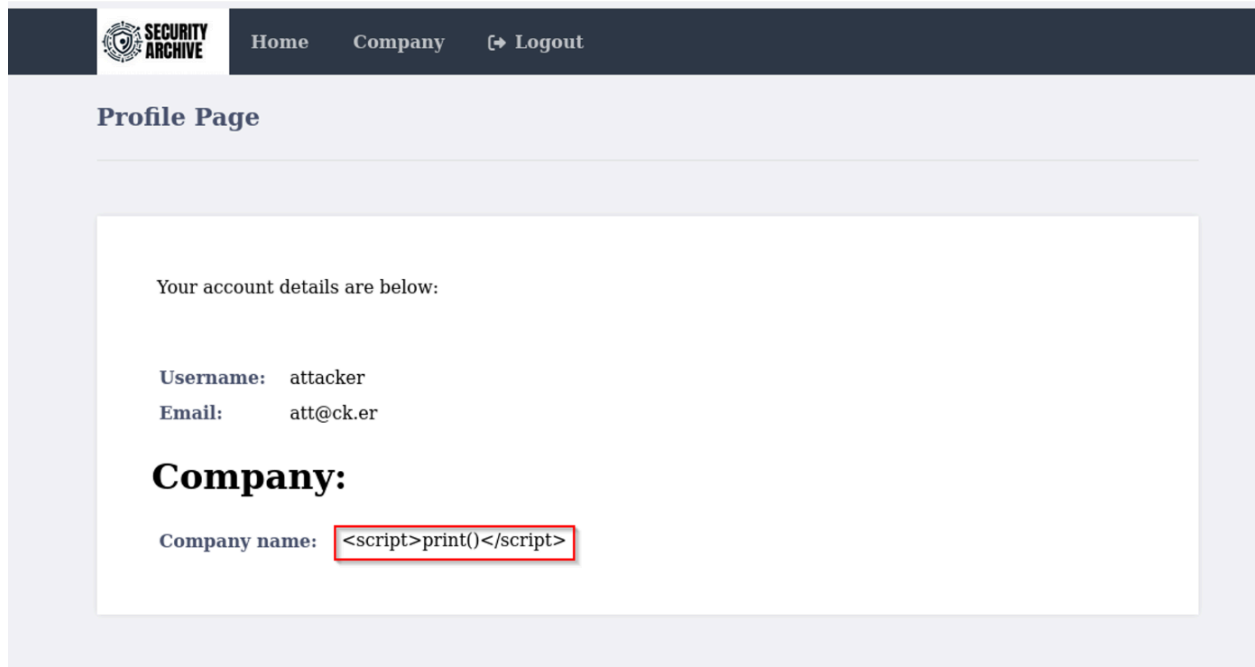 SECURITY
ARCHIVE
Home Company Logout
Profile Page
Your account details are below:
Username: attacker
Email: att@ck.er
Company:
Company name: <script>print()</script>